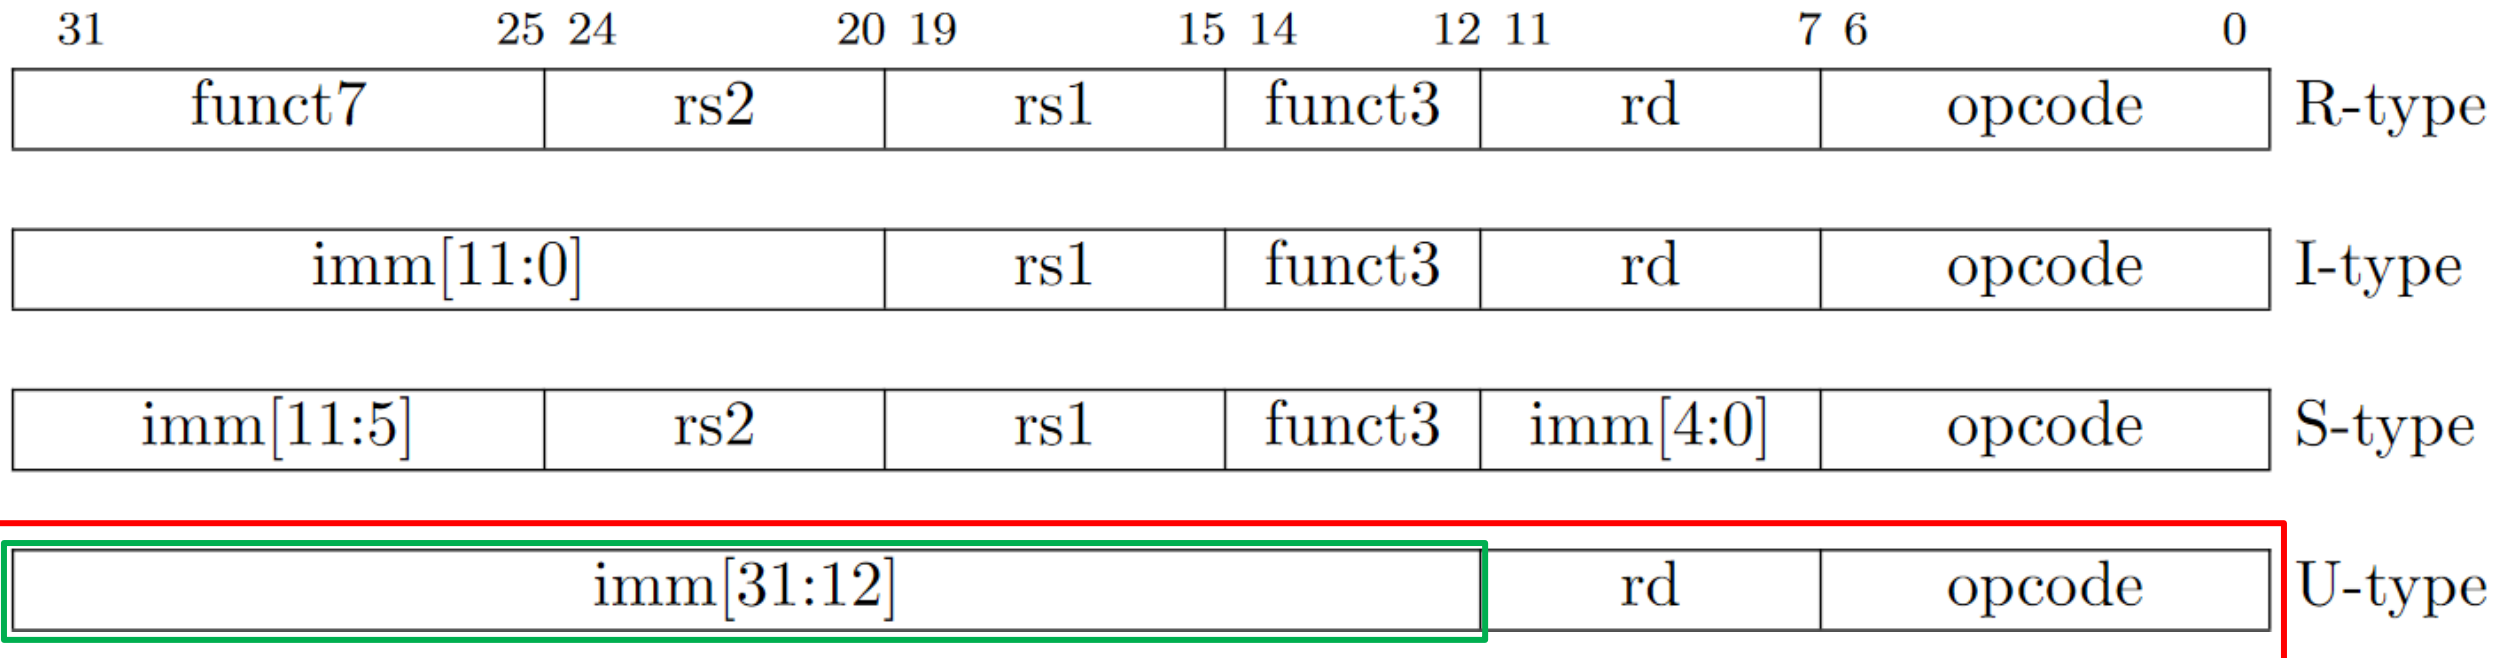 31 25 24 20 19 15 14 12 11 7 6 0
funct7 rs2 rs1 funct3 rd opcode R-type
imm[11:0] rs1 funct3 rd opcode I-type
imm[11:5] rs2 rs1 funct3 imm[4:0] opcode S-type
imm[31:12] rd opcode U-type